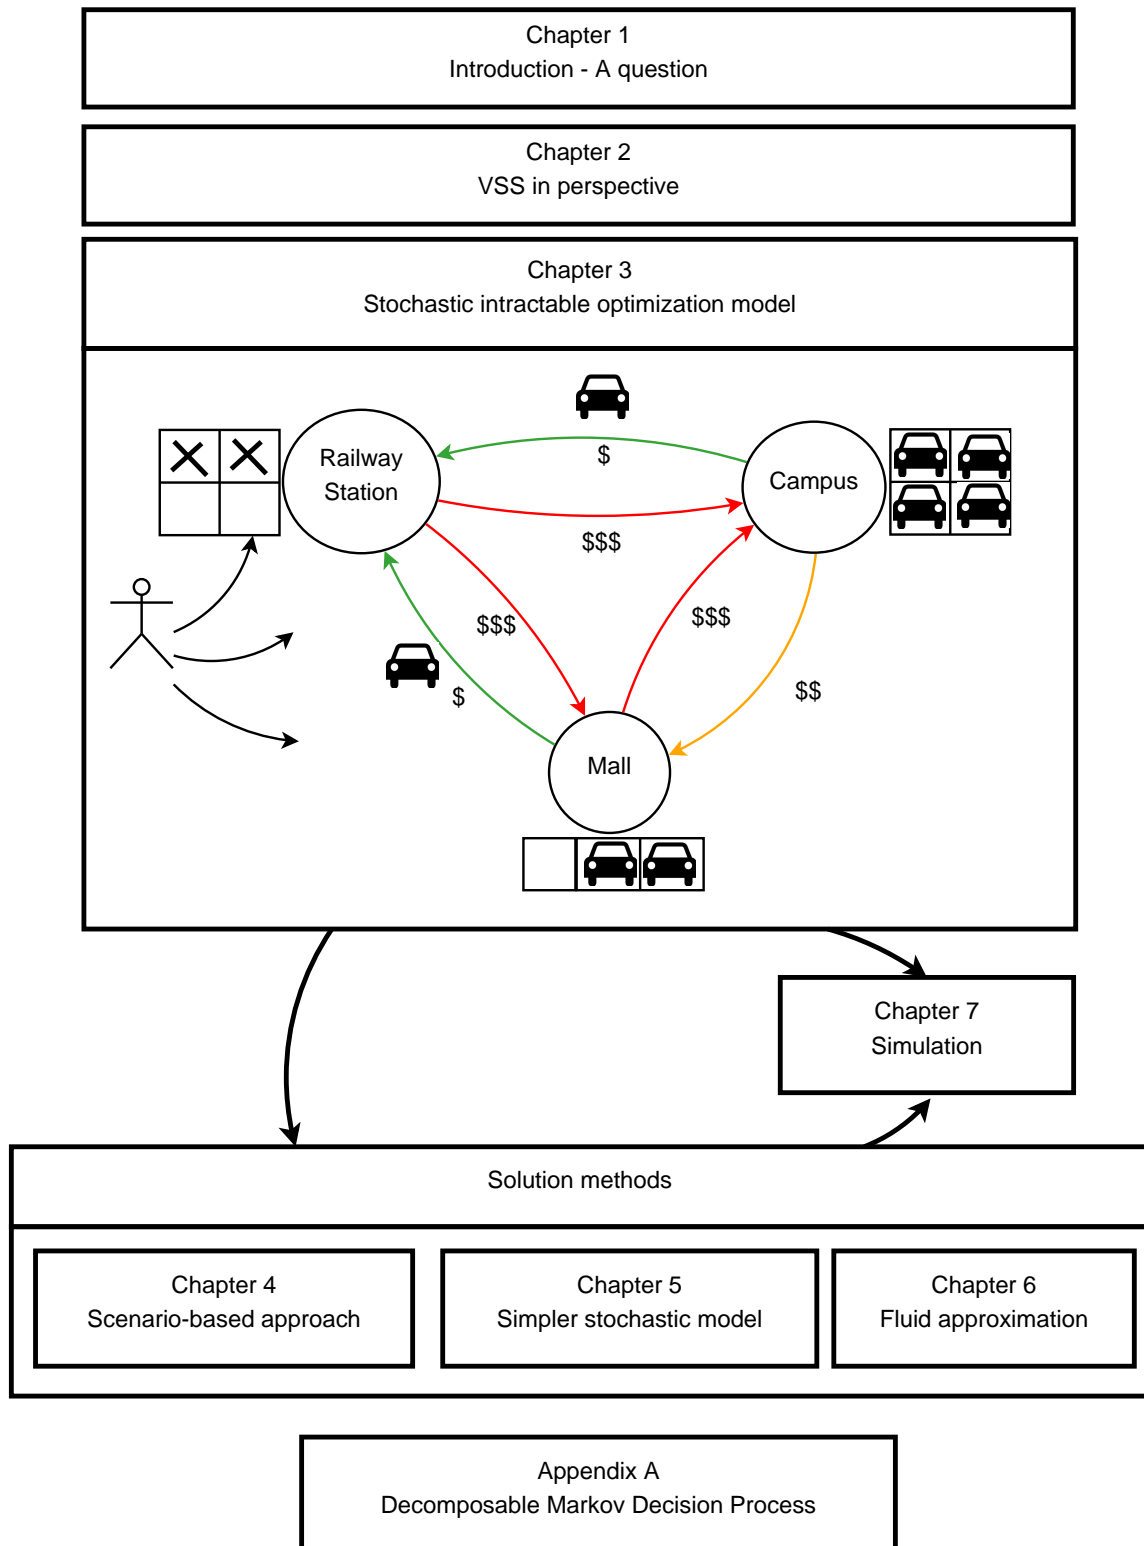 Chapter 1
Introduction - A question
Chapter 2
VSS in perspective
Chapter 3
Stochastic intractable optimization model
Railway
Station
$
Campus
$$$
$$$
$$$
$
$$
Mall
Chapter 7
Simulation
Solution methods
Chapter 4
Scenario-based approach
Chapter 5
Simpler stochastic model
Chapter 6
Fluid approximation
Appendix A
Decomposable Markov Decision Process